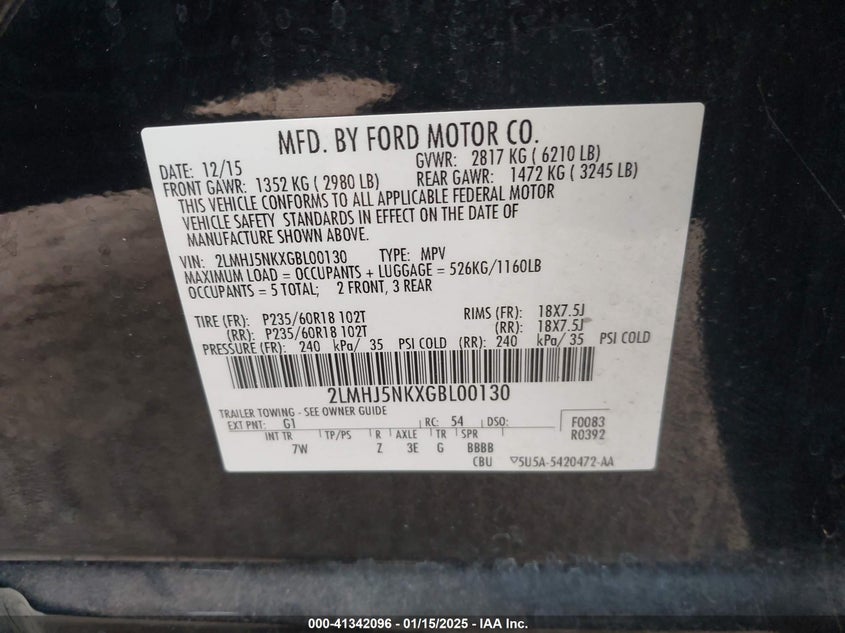 MFD. BY FORD MOTOR CO.
DATE: 12/15 GVWR: 2817 KG ( 6210 LB)
FRONT GAWR: 1352 KG ( 2980 LB) REAR GAWR: 1472 KG ( 3245 LB)
THIS VEHICLE CONFORMS TO ALL APPLICABLE FEDERAL MOTOR
VEHICLE SAFETY STANDARDS IN EFFECT ON THE DATE OF
MANUFACTURE SHOWN ABOVE.
VIN: 2LMHJ5NKXGBL00130 TYPE: MPV
MAXIMUM LOAD = OCCUPANTS + LUGGAGE = 526KG/1160LB
OCCUPANTS = 5 TOTAL; 2 FRONT, 3 REAR
TIRE (FR): P235/60R18 102T RIMS (FR): 18X7.5J
(RR): P235/60R18 102T (RR): 18X7.5J
PRESSURE (FR): 240 kPa/ 35 PSI COLD (RR): 240 kPa/ 35 PSI COLD
2LMHJ5NKXGBL00130
TRAILER TOWING - SEE OWNER GUIDE
EXT PNT: G1 RC: 54 DSO: F0083
INT TR TP/PS R AXLE TR SPR R0392
7W Z 3E G BBBB
CBU ▽5U5A-5420472-AA
000-41342096 — 01/15/2025 — IAA Inc.